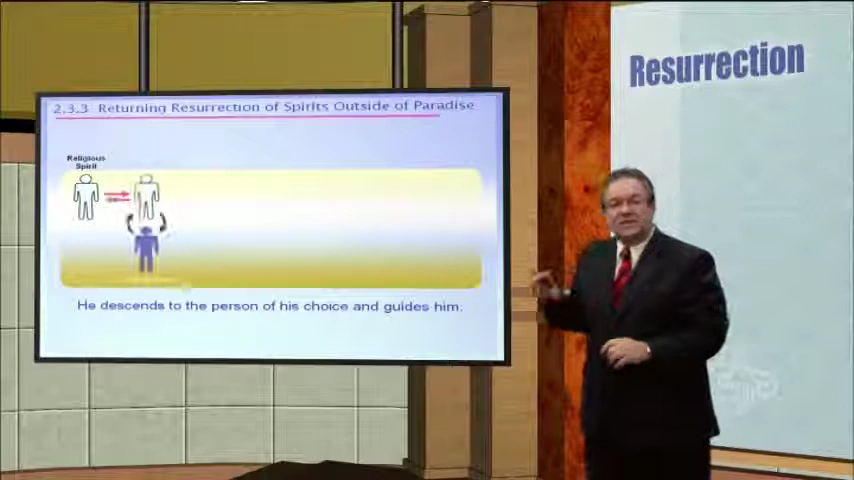 Resurrection
2.3.3 Returning Resurrection of Spirits Outside of Paradise
Religious
Spirit
He descends to the person of his choice and guides him.